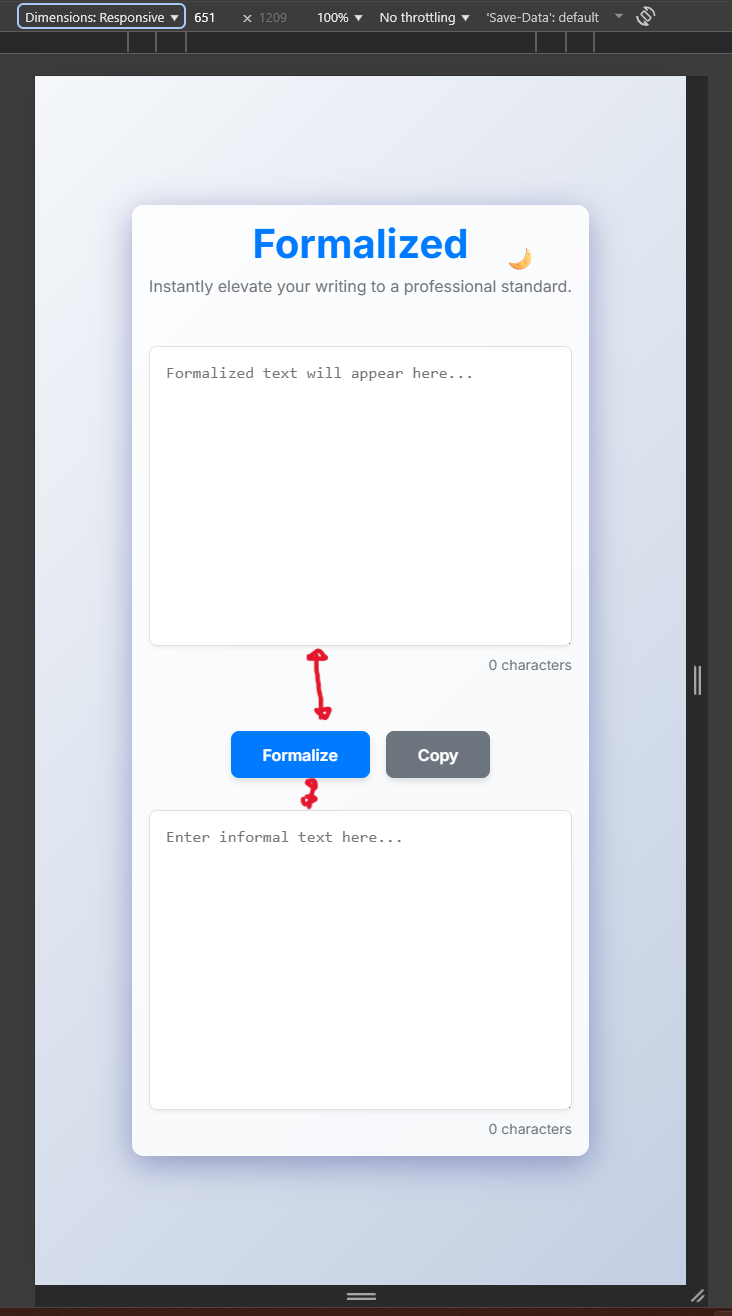 Dimensions: Responsive ▼ 651 × 1209 100% ▼ No throttling ▼ 'Save-Data': default
Formalized
Instantly elevate your writing to a professional standard.
Formalized text will appear here...
0 characters
Formalize Copy
Enter informal text here...
0 characters